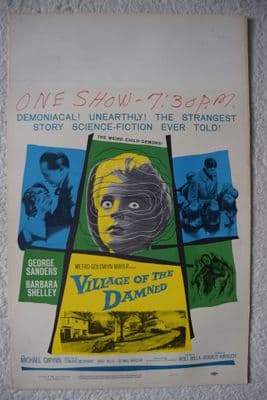 ONE SHOW - 7:30 P.M.
DEMONIACAL! UNEARTHLY! THE STRANGEST
STORY SCIENCE-FICTION EVER TOLD!
THE WEIRD CHILD-DEMONS!
GEORGE
SANDERS
BARBARA
SHELLEY
METRO-GOLDWYN-MAYER
VILLAGE OF THE
DAMNED
MICHAEL GWYNN